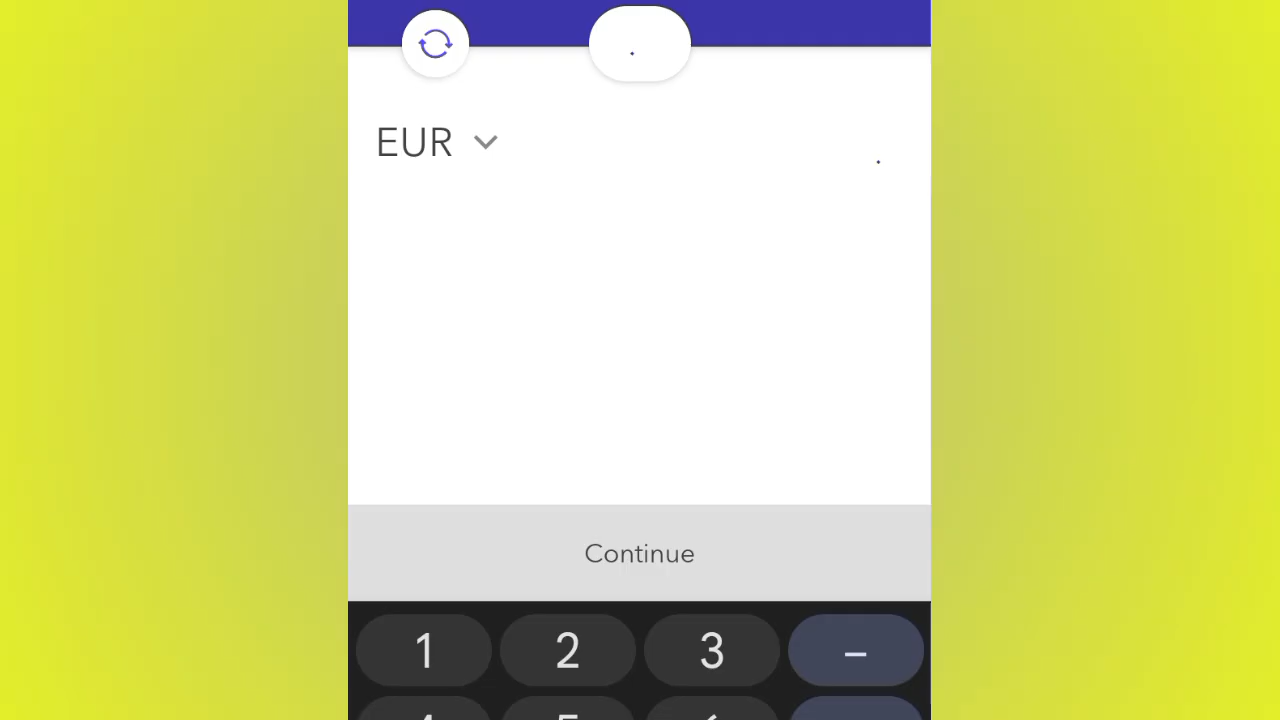 .
EUR
.
Continue
1 2 3 –